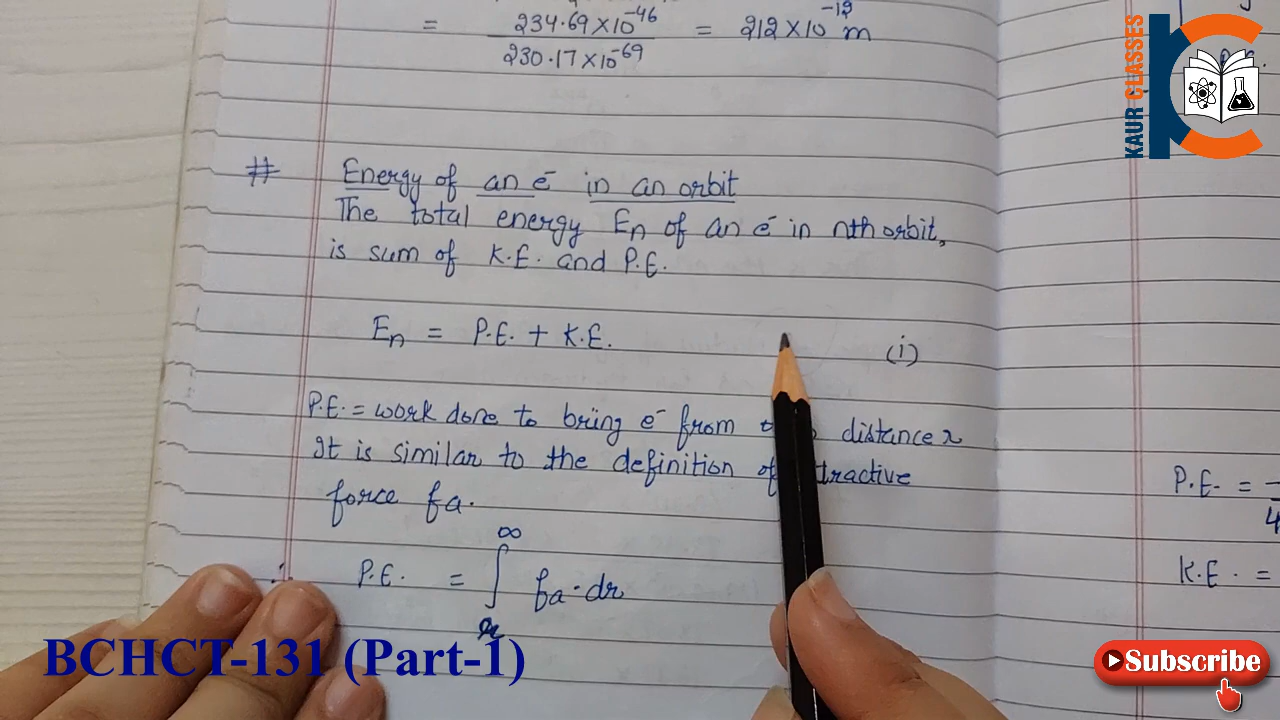 = 234.69×10⁻⁴⁶ = 212×10⁻¹² m
230.17×10⁻⁶⁹
# Energy of an e⁻ in an orbit
The total energy Eₙ of an e⁻ in nth orbit,
is sum of K.E. and P.E.
Eₙ = P.E. + K.E. (i)
P.E. = work done to bring e⁻ from distance r
It is similar to the definition of tractive
force fa.
∴ P.E. = ∫ fa·dr
∞
r
P.E. =
4
K.E. =
KAUR CLASSES
BCHCT-131 (Part-1)
Subscribe